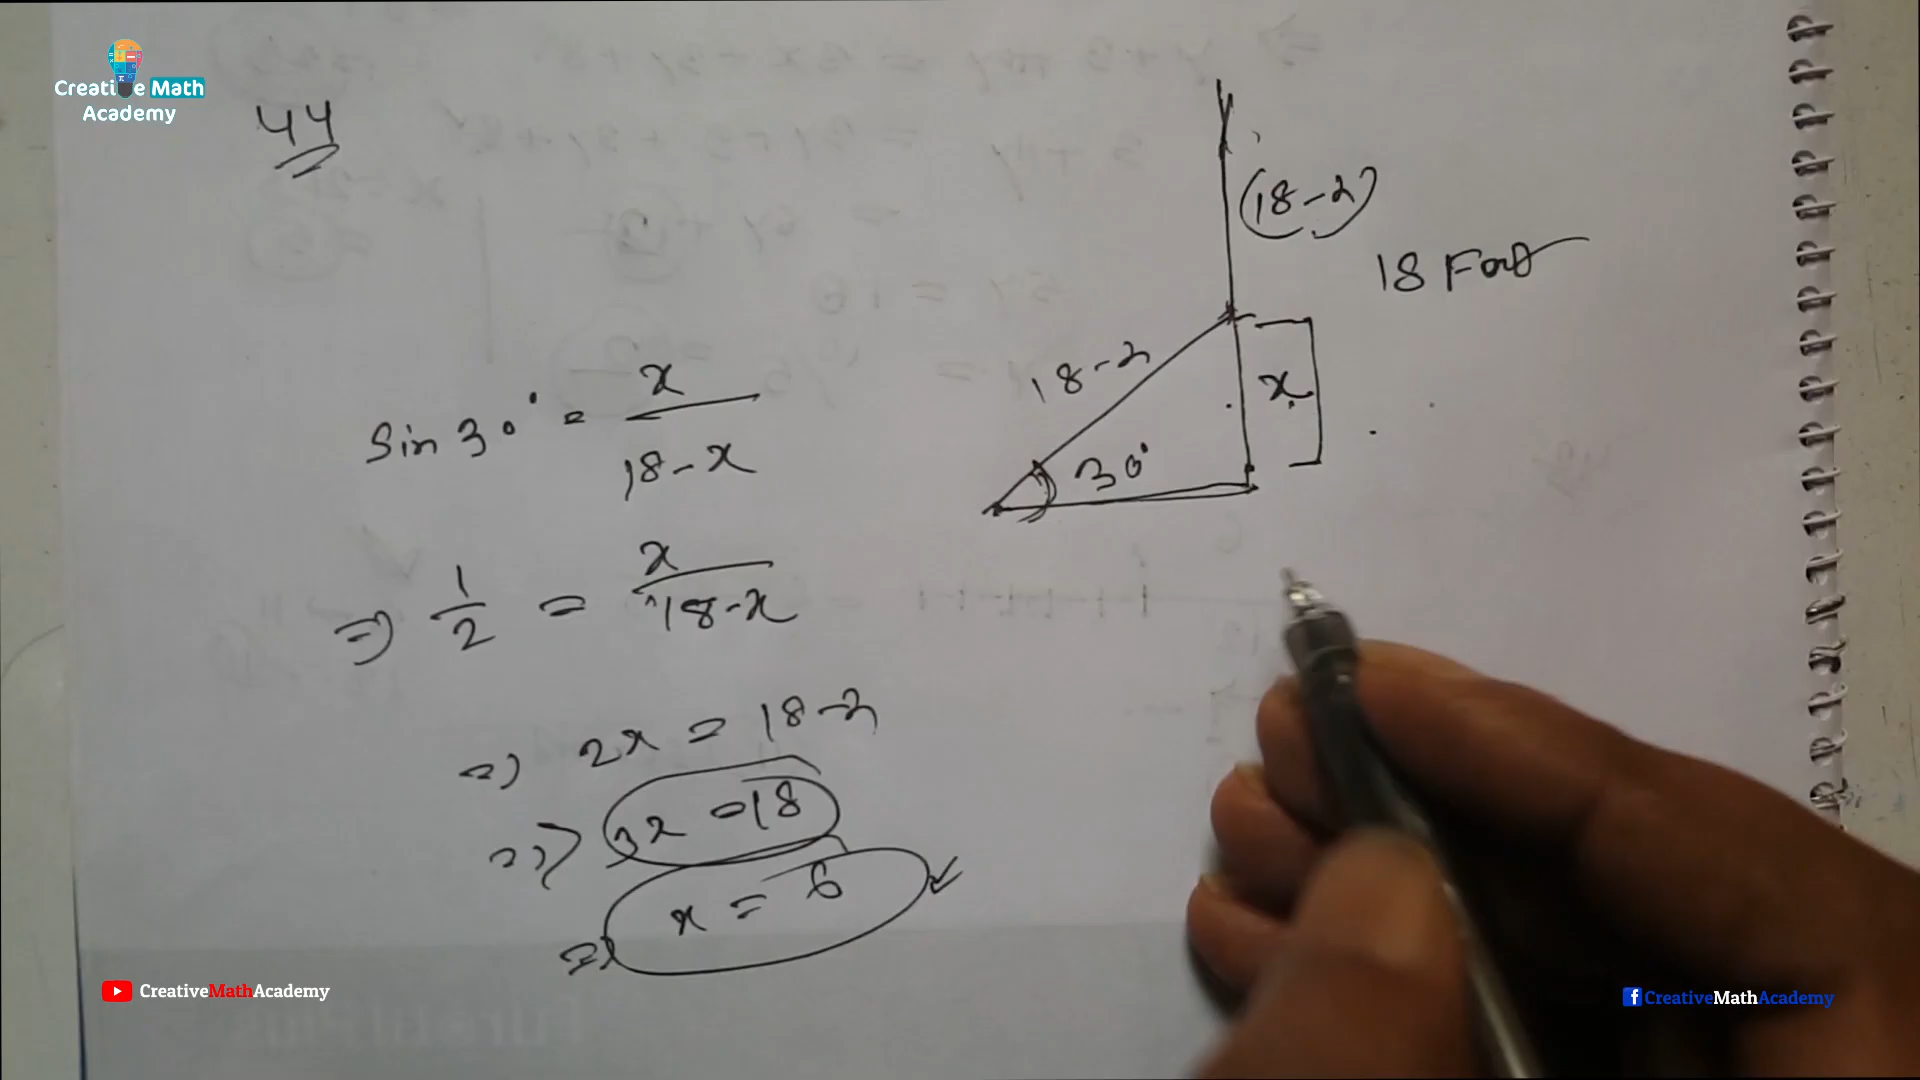 Creative Math
Academy
44
(18-x)
18 Foot
18-x
x
30°
Sin 30° = x / 18-x
=> 1/2 = x / 18-x
=> 2x = 18-x
=> 3x = 18
=> x = 6
CreativeMathAcademy
CreativeMathAcademy